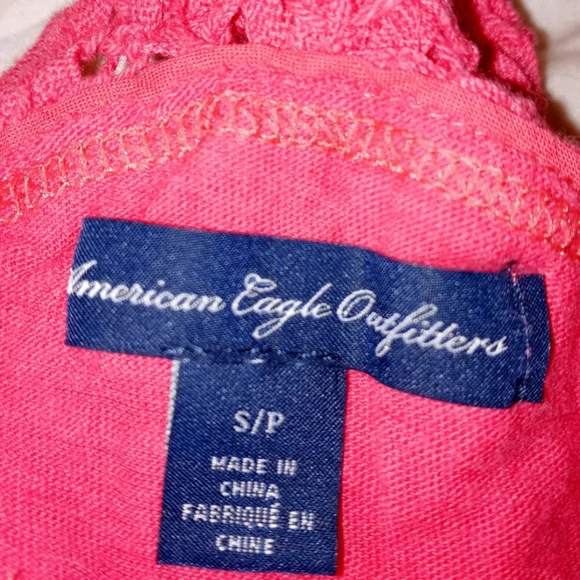 American Eagle Outfitters
S/P
MADE IN
CHINA
FABRIQUÉ EN
CHINE